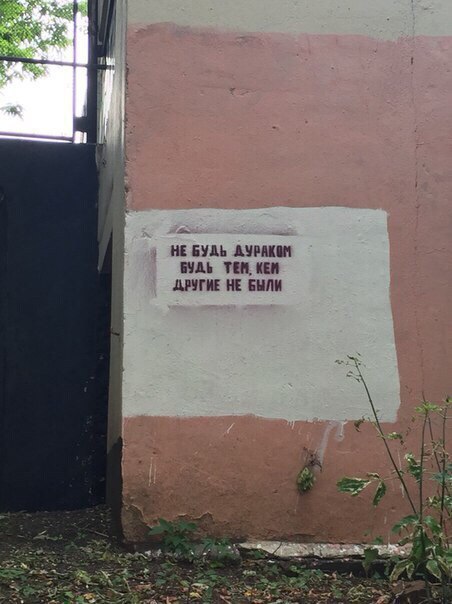 НЕ БУДЬ ДУРАКОМ
БУДЬ ТЕМ, КЕМ
ДРУГИЕ НЕ БЫЛИ